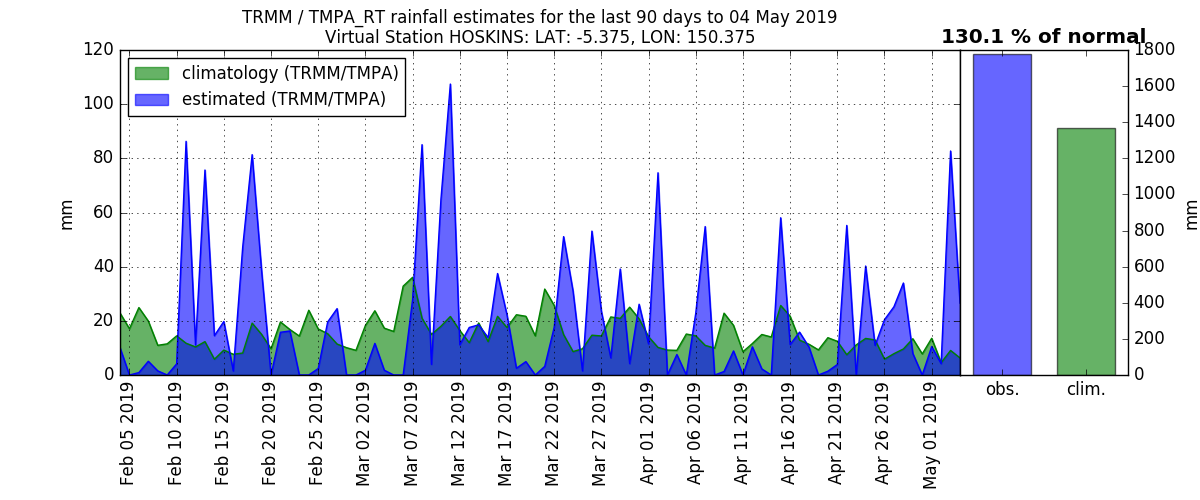 TRMM / TMPA_RT rainfall estimates for the last 90 days to 04 May 2019
Virtual Station HOSKINS: LAT: -5.375, LON: 150.375
130.1 % of normal
climatology (TRMM/TMPA)
estimated (TRMM/TMPA)
120
100
80
60
40
20
0
mm
Feb 05 2019
Feb 10 2019
Feb 15 2019
Feb 20 2019
Feb 25 2019
Mar 02 2019
Mar 07 2019
Mar 12 2019
Mar 17 2019
Mar 22 2019
Mar 27 2019
Apr 01 2019
Apr 06 2019
Apr 11 2019
Apr 16 2019
Apr 21 2019
Apr 26 2019
May 01 2019
obs.
clim.
1800
1600
1400
1200
1000
800
600
400
200
0
mm